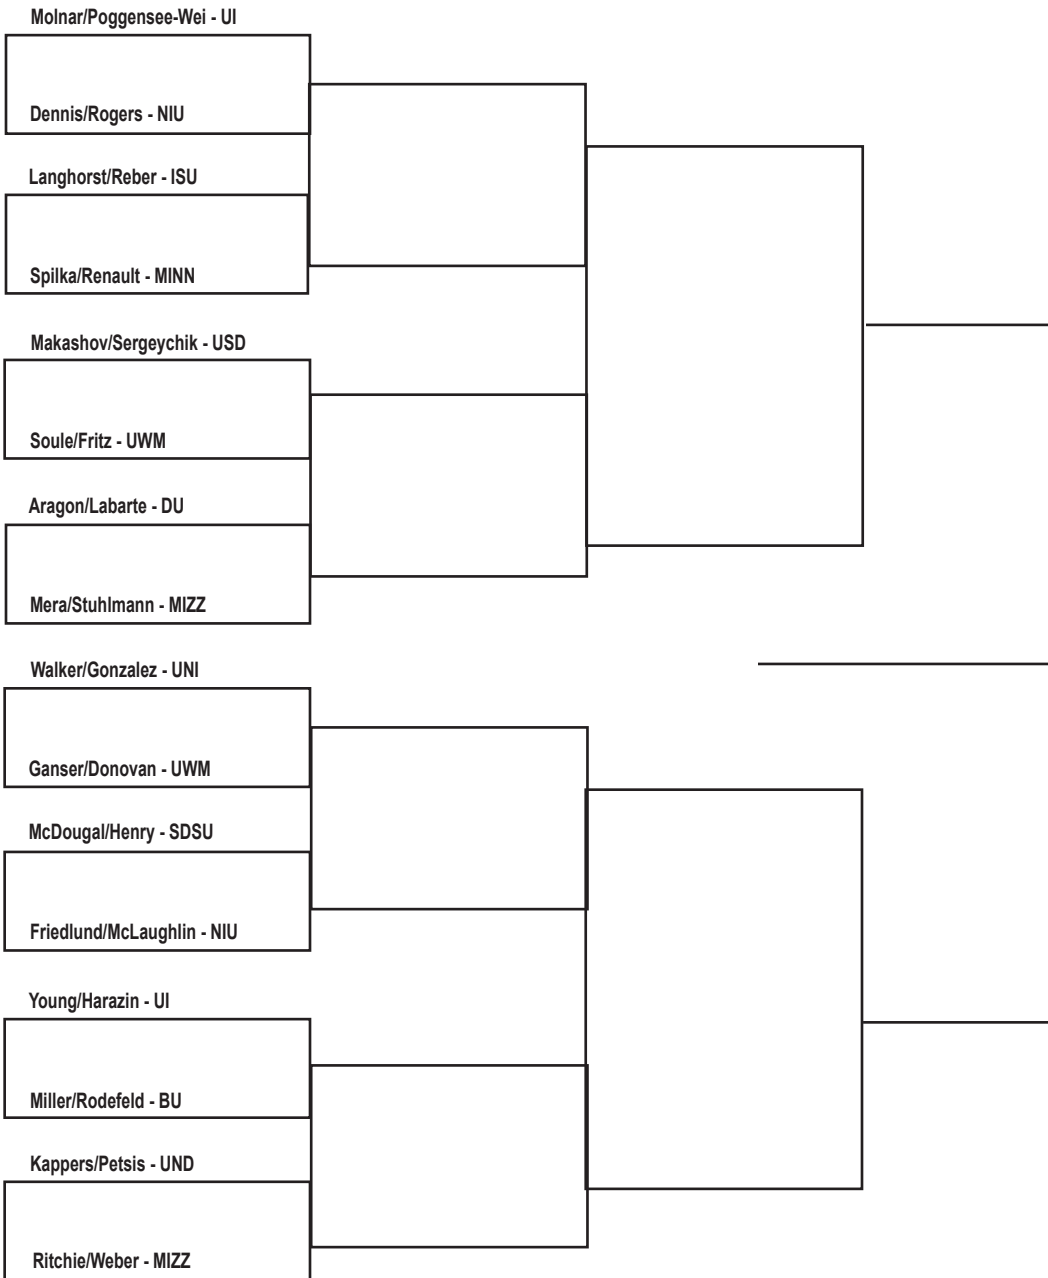 Molnar/Poggensee-Wei - UI
Dennis/Rogers - NIU
Langhorst/Reber - ISU
Spilka/Renault - MINN
Makashov/Sergeychik - USD
Soule/Fritz - UWM
Aragon/Labarte - DU
Mera/Stuhlmann - MIZZ
Walker/Gonzalez - UNI
Ganser/Donovan - UWM
McDougal/Henry - SDSU
Friedlund/McLaughlin - NIU
Young/Harazin - UI
Miller/Rodefeld - BU
Kappers/Petsis - UND
Ritchie/Weber - MIZZ